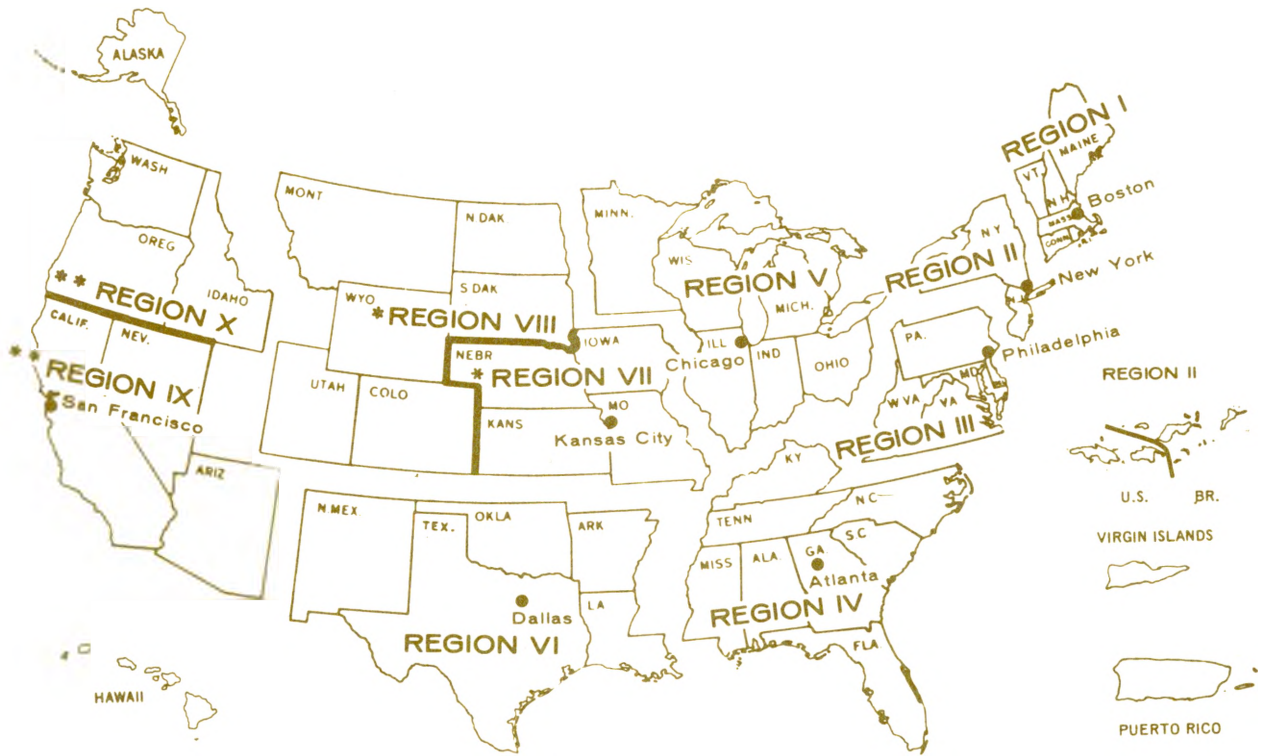 ALASKA
WASH
OREG
IDAHO
** REGION X
MONT
N DAK
S DAK
WYO
* REGION VIII
MINN.
WIS
REGION V
MICH.
REGION I
VT.
N H
MAINE
MASS
CONN.
R.I.
Boston
N.Y.
REGION II
New York
N.J.
CALIF.
NEV.
** REGION IX
San Francisco
UTAH
COLO
ARIZ
NEBR
* REGION VII
IOWA
KANS
MO
Kansas City
ILL
Chicago
IND
OHIO
PA.
Philadelphia
MD
W VA
VA
REGION III
KY
REGION II
U.S. BR.
VIRGIN ISLANDS
N.MEX
TEX.
OKLA
ARK
LA
Dallas
REGION VI
TENN
N C
S C
MISS
ALA.
GA.
Atlanta
REGION IV
FLA
HAWAII
PUERTO RICO